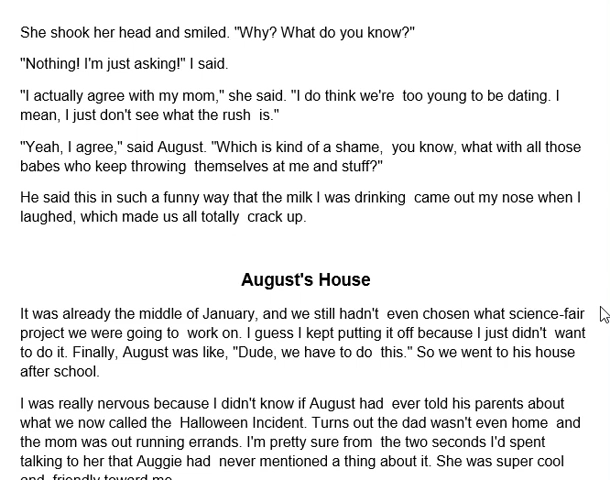 She shook her head and smiled. "Why? What do you know?"
"Nothing! I'm just asking!" I said.
"I actually agree with my mom," she said. "I do think we're  too young to be dating. I
mean, I just don't see what the rush  is."
"Yeah, I agree," said August. "Which is kind of a shame,  you know, what with all those
babes who keep throwing  themselves at me and stuff?"
He said this in such a funny way that the milk I was drinking  came out my nose when I
laughed, which made us all totally  crack up.
August's House
It was already the middle of January, and we still hadn't  even chosen what science-fair
project we were going to  work on. I guess I kept putting it off because I just didn't  want
to do it. Finally, August was like, "Dude, we have to do  this." So we went to his house
after school.
I was really nervous because I didn't know if August had  ever told his parents about
what we now called the  Halloween Incident. Turns out the dad wasn't even home  and
the mom was out running errands. I'm pretty sure from  the two seconds I'd spent
talking to her that Auggie had  never mentioned a thing about it. She was super cool
and  friendly toward me.